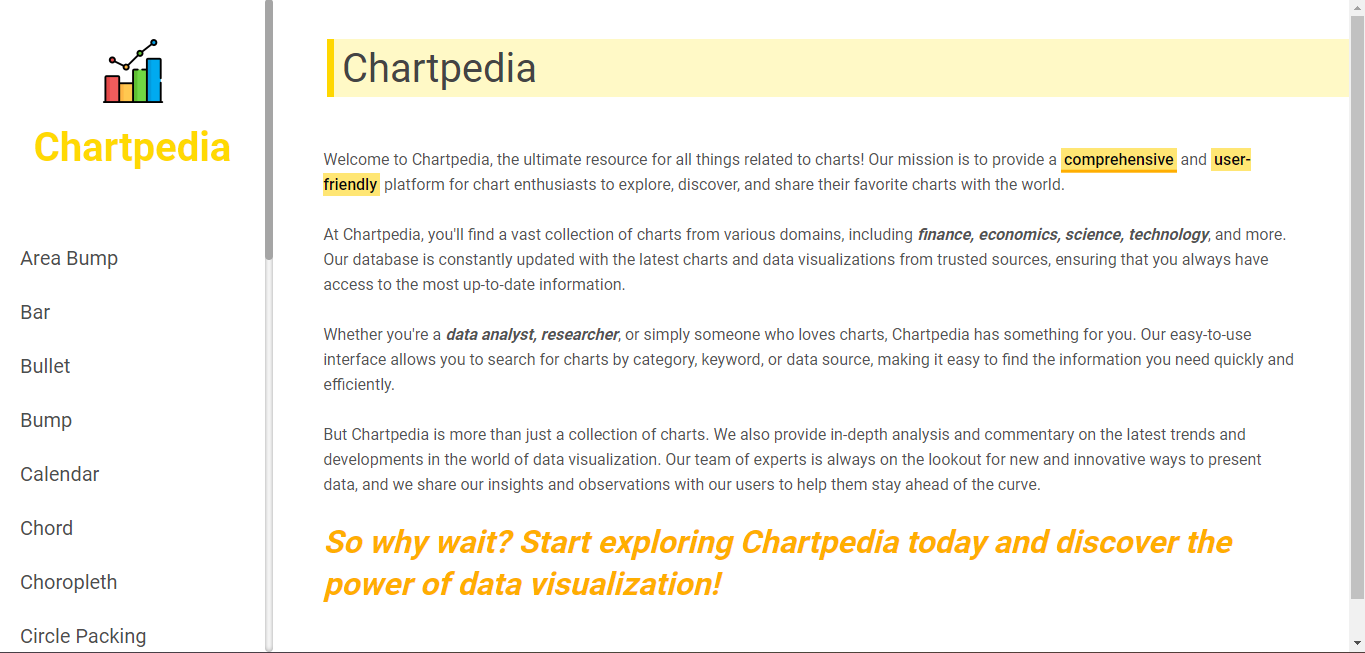 Chartpedia
Area Bump
Bar
Bullet
Bump
Calendar
Chord
Choropleth
Circle Packing
Chartpedia
Welcome to Chartpedia, the ultimate resource for all things related to charts! Our mission is to provide a comprehensive and user-
friendly platform for chart enthusiasts to explore, discover, and share their favorite charts with the world.
At Chartpedia, you'll find a vast collection of charts from various domains, including finance, economics, science, technology, and more.
Our database is constantly updated with the latest charts and data visualizations from trusted sources, ensuring that you always have
access to the most up-to-date information.
Whether you're a data analyst, researcher, or simply someone who loves charts, Chartpedia has something for you. Our easy-to-use
interface allows you to search for charts by category, keyword, or data source, making it easy to find the information you need quickly and
efficiently.
But Chartpedia is more than just a collection of charts. We also provide in-depth analysis and commentary on the latest trends and
developments in the world of data visualization. Our team of experts is always on the lookout for new and innovative ways to present
data, and we share our insights and observations with our users to help them stay ahead of the curve.
So why wait? Start exploring Chartpedia today and discover the
power of data visualization!